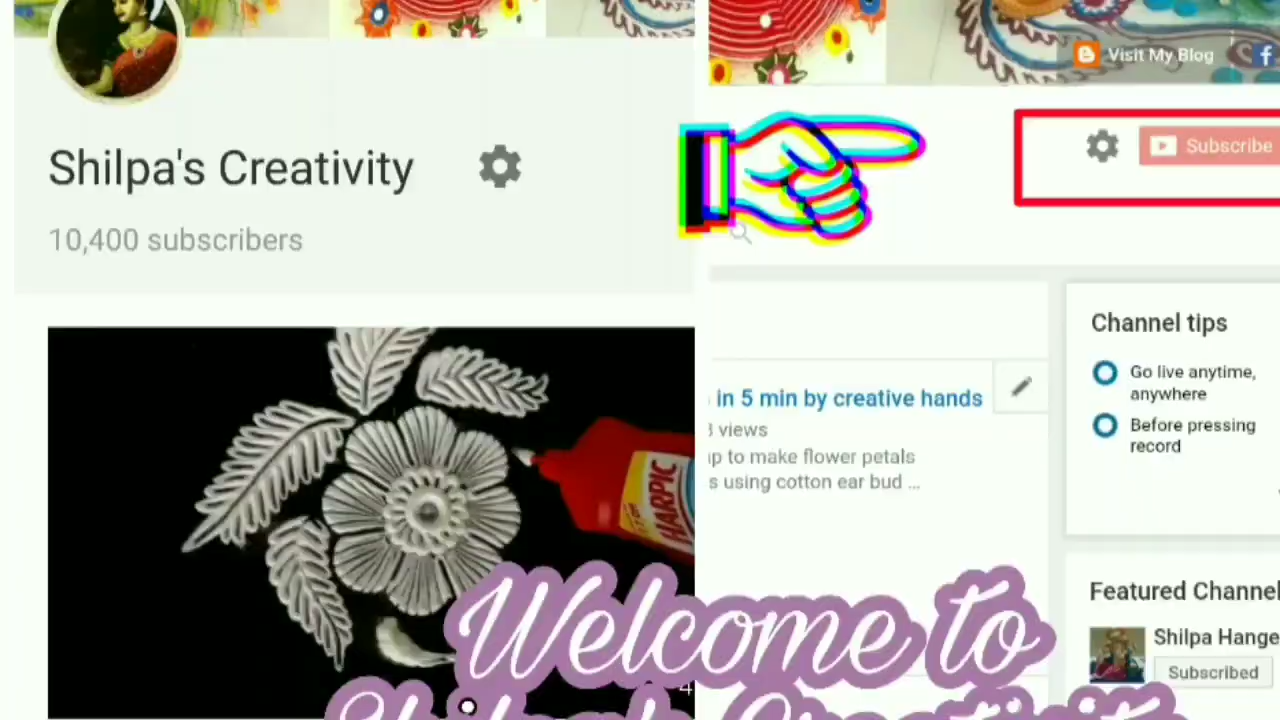 Visit My Blog
Shilpa's Creativity
Subscribe
10,400 subscribers
Channel tips
Go live anytime,
anywhere
in 5 min by creative hands
views
Before pressing
record
to make flower petals
using cotton ear bud ...
HARPIC
Welcome to
Featured Channel
Shilpa Hange
Subscribed
Creativit